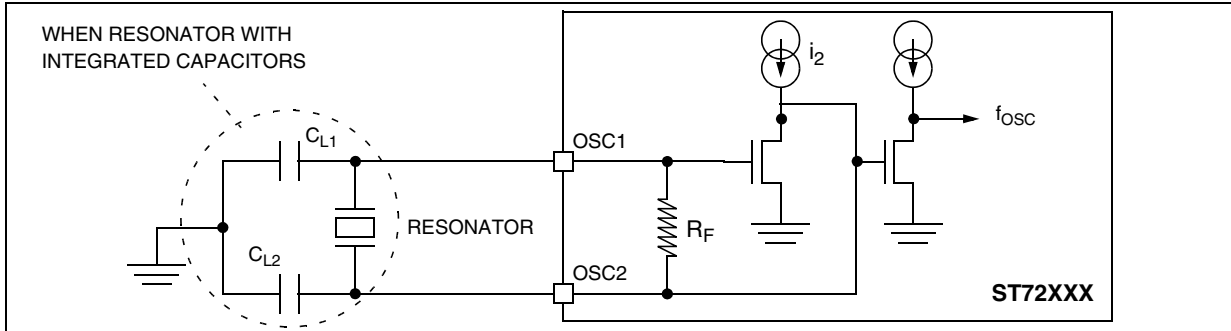 WHEN RESONATOR WITH
INTEGRATED CAPACITORS
i2
fOSC
CL1
OSC1
RESONATOR
RF
CL2
OSC2
ST72XXX